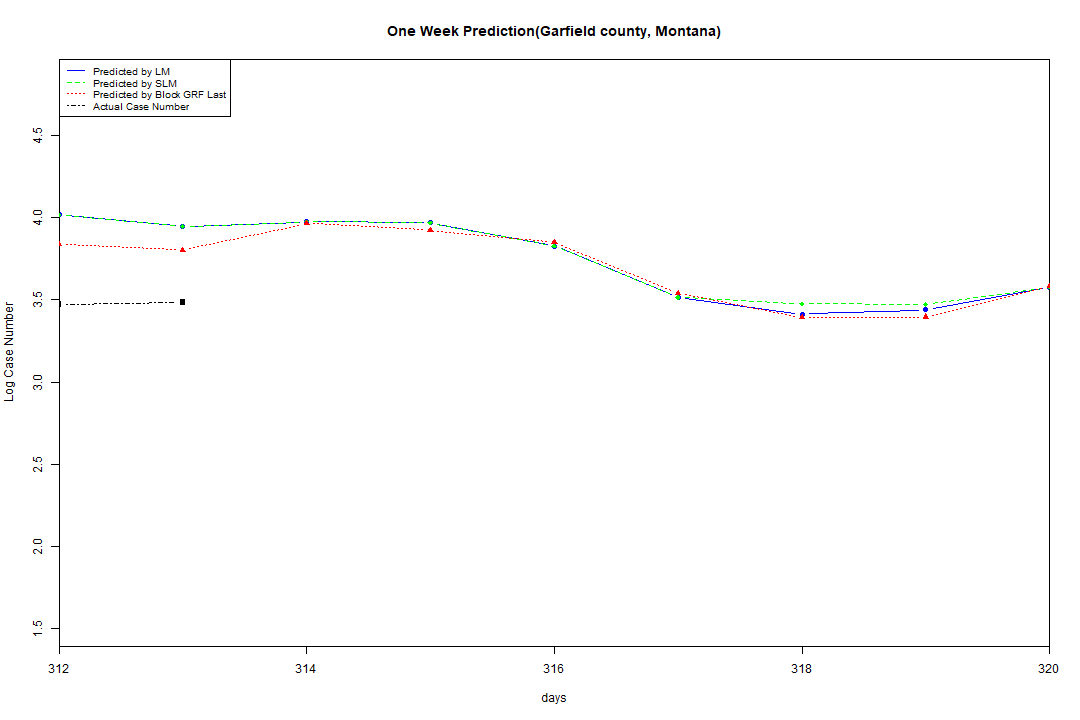 One Week Prediction(Garfield county, Montana)
Predicted by LM
Predicted by SLM
Predicted by Block GRF Last
Actual Case Number
4.5
4.0
3.5
3.0
2.5
2.0
1.5
Log Case Number
312
314
316
318
320
days